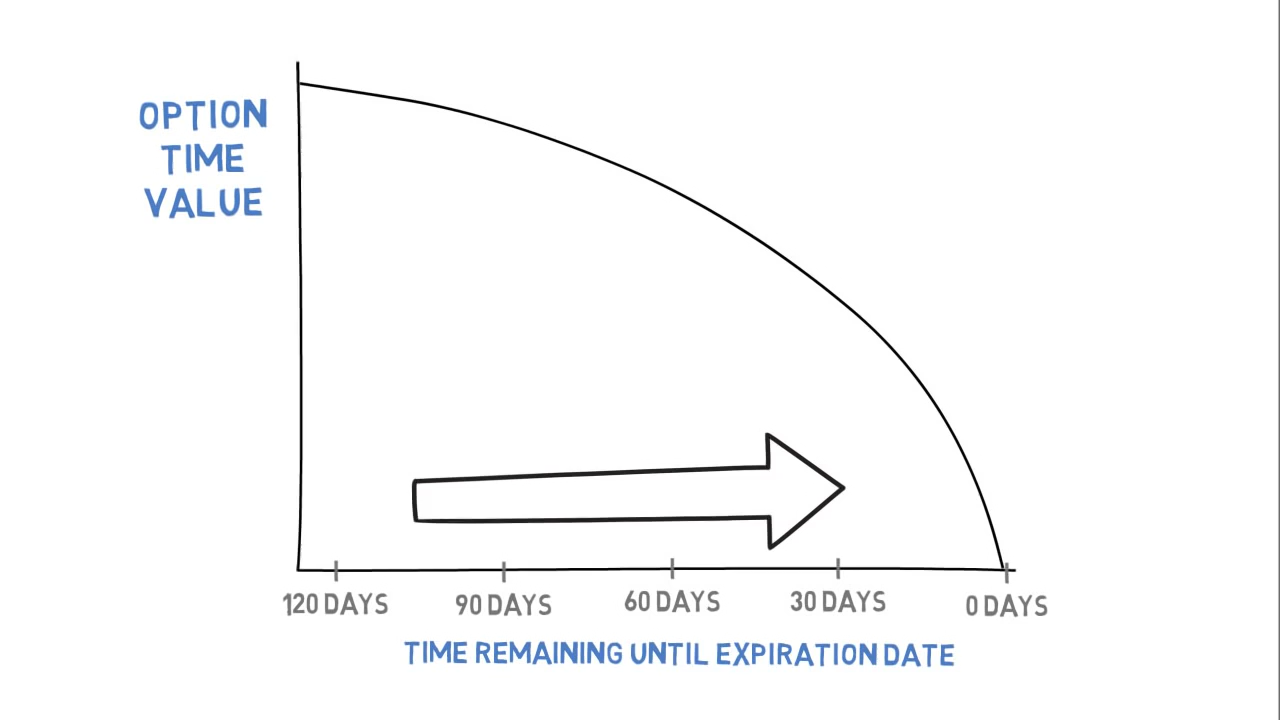 OPTION
TIME
VALUE
120 DAYS
90 DAYS
60 DAYS
30 DAYS
0 DAYS
TIME REMAINING UNTIL EXPIRATION DATE